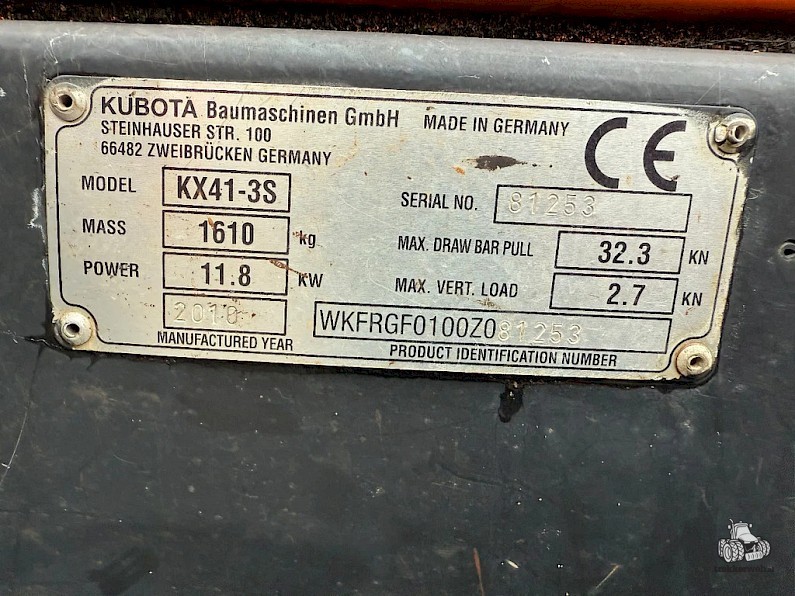 KUBOTA Baumaschinen GmbH MADE IN GERMANY CE
STEINHAUSER STR. 100
66482 ZWEIBRÜCKEN GERMANY
MODEL KX41-3S SERIAL NO. 81253
MASS 1610 kg MAX. DRAW BAR PULL 32.3 KN
POWER 11.8 KW MAX. VERT. LOAD 2.7 KN
2010 WKFRGF0100Z081253
MANUFACTURED YEAR PRODUCT IDENTIFICATION NUMBER